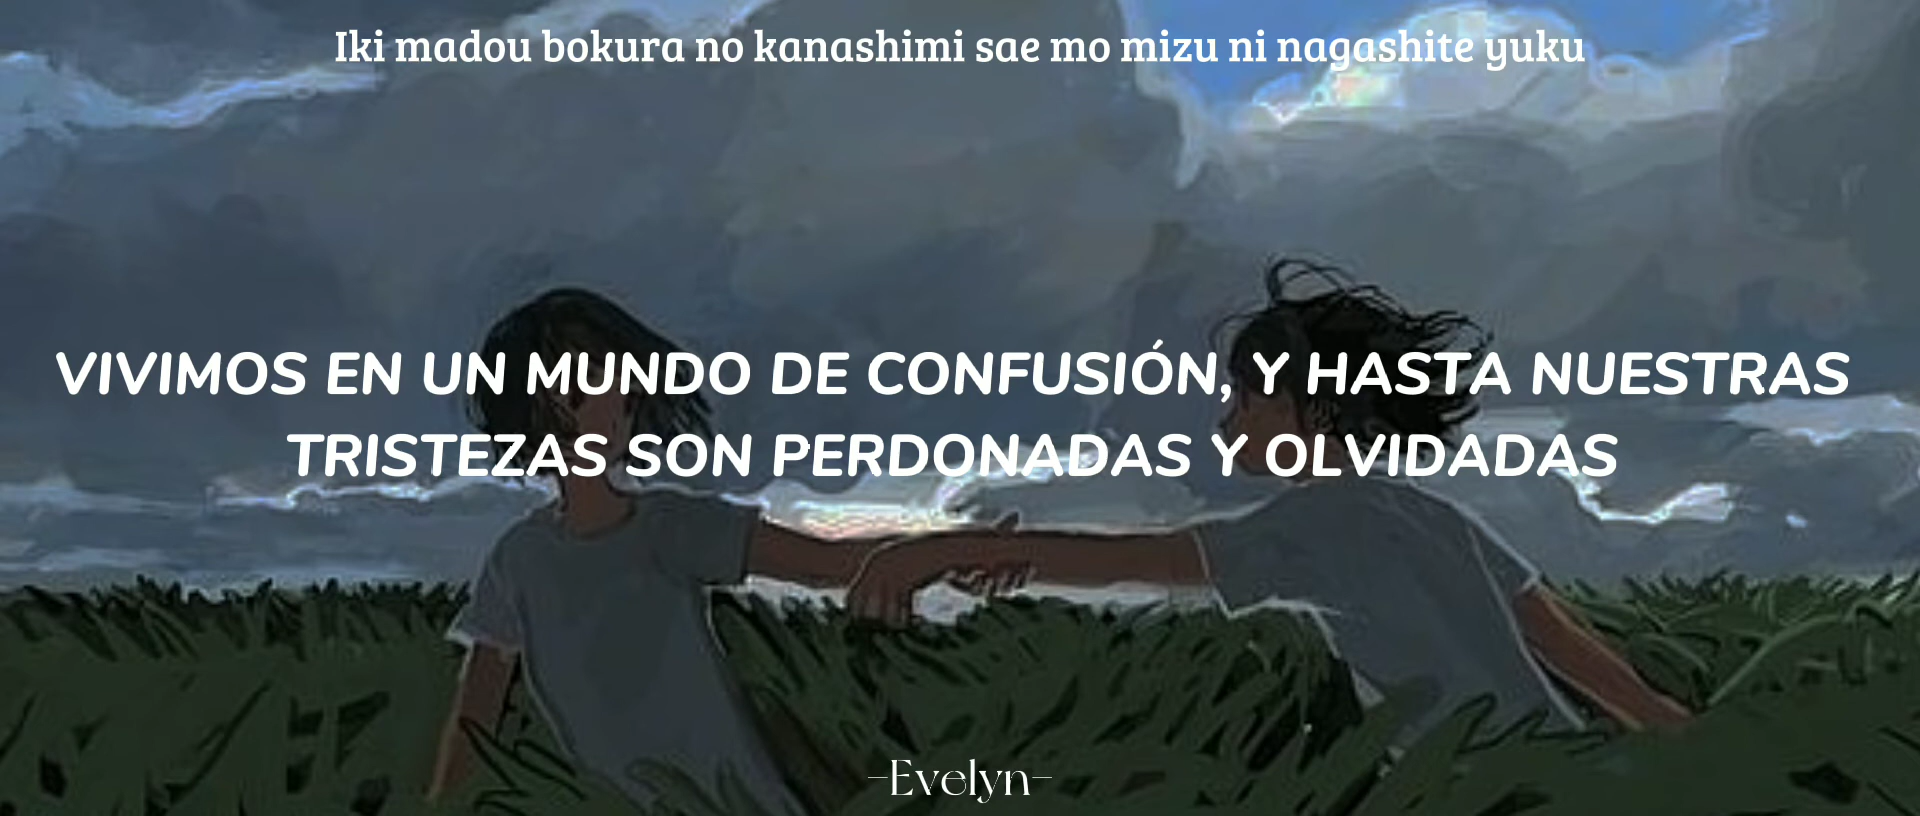 Iki madou bokura no kanashimi sae mo mizu ni nagashite yuku
VIVIMOS EN UN MUNDO DE CONFUSIÓN, Y HASTA NUESTRAS
TRISTEZAS SON PERDONADAS Y OLVIDADAS
-Evelyn-